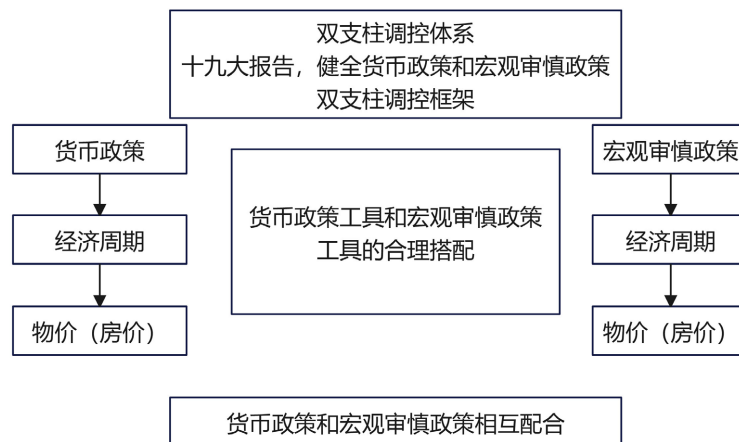 双支柱调控体系
十九大报告，健全货币政策和宏观审慎政策
双支柱调控框架
货币政策
宏观审慎政策
货币政策工具和宏观审慎政策
工具的合理搭配
经济周期
经济周期
物价（房价）
物价（房价）
货币政策和宏观审慎政策相互配合